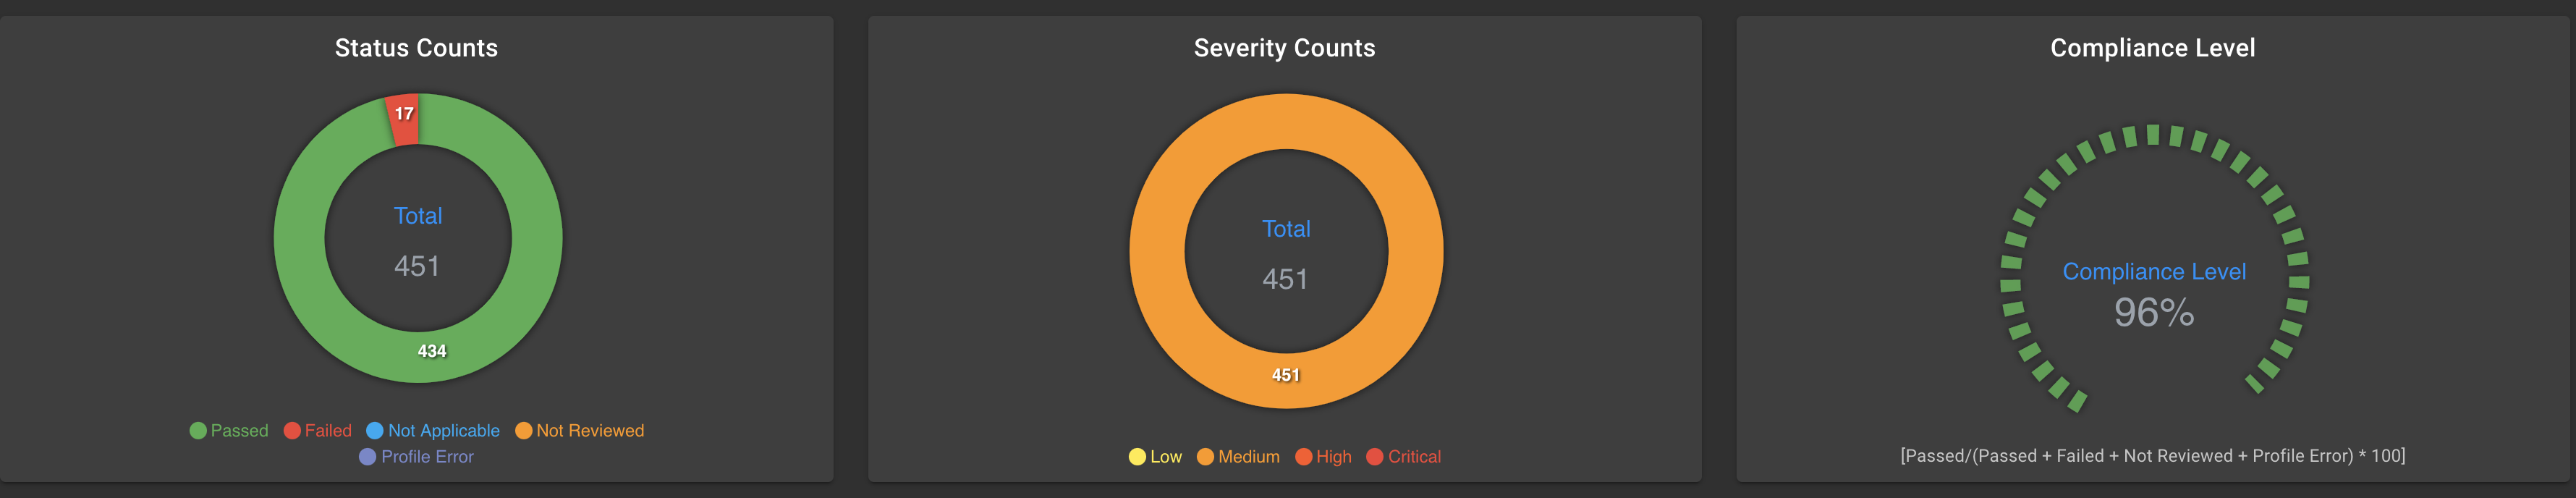 Status Counts
17
Total
451
434
Passed Failed Not Applicable Not Reviewed
Profile Error
Severity Counts
Total
451
451
Low Medium High Critical
Compliance Level
Compliance Level
96%
[Passed/(Passed + Failed + Not Reviewed + Profile Error) * 100]